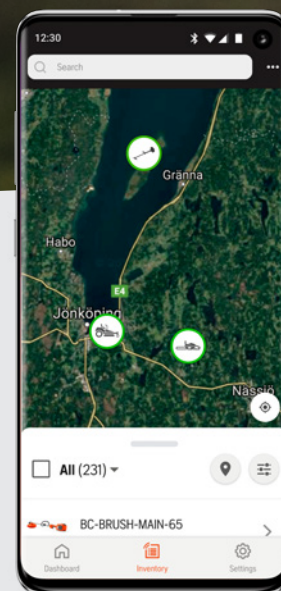 12:30
Search
Gränna
Habo
E4
Jönköping
Nässjö
All (231)
BC-BRUSH-MAIN-65
Dashboard
Inventory
Settings